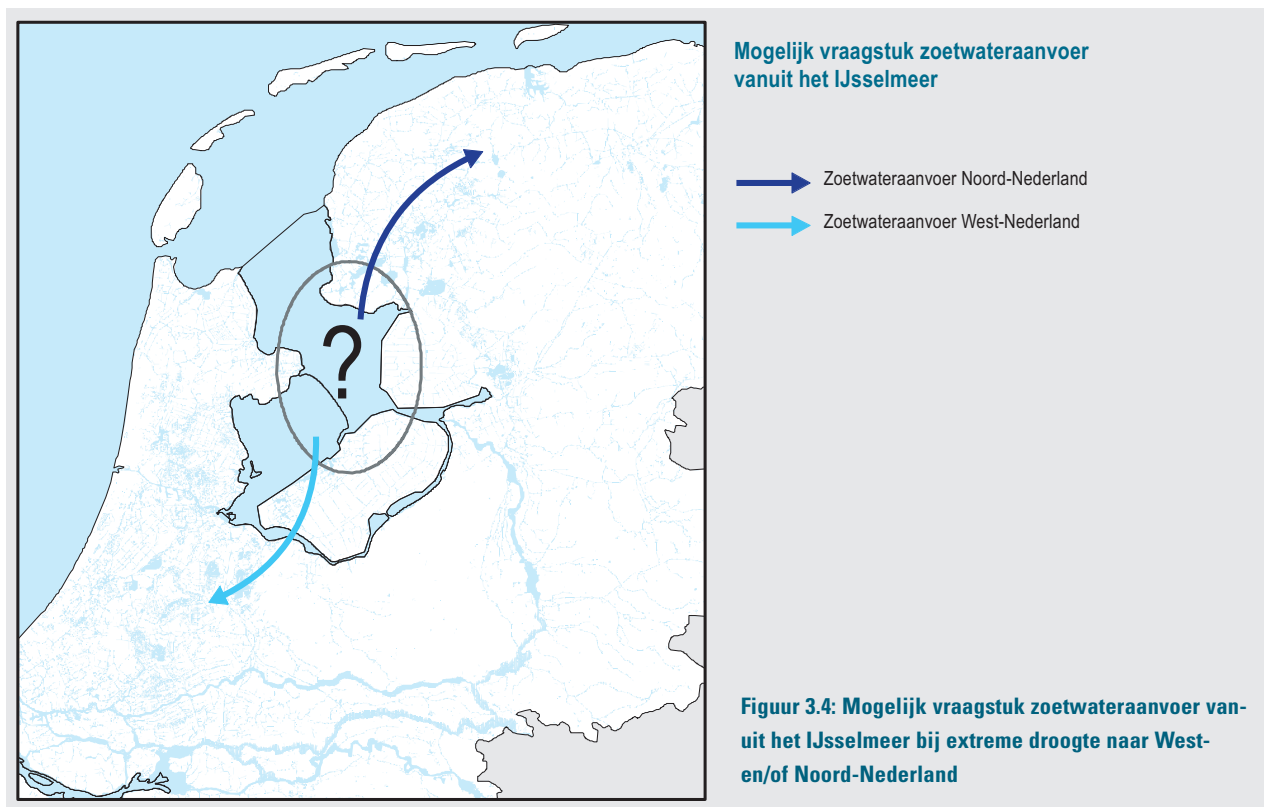 Mogelijk vraagstuk zoetwateraanvoer
vanuit het IJsselmeer
Zoetwateraanvoer Noord-Nederland
Zoetwateraanvoer West-Nederland
?
Figuur 3.4: Mogelijk vraagstuk zoetwateraanvoer van-
uit het IJsselmeer bij extreme droogte naar West-
en/of Noord-Nederland